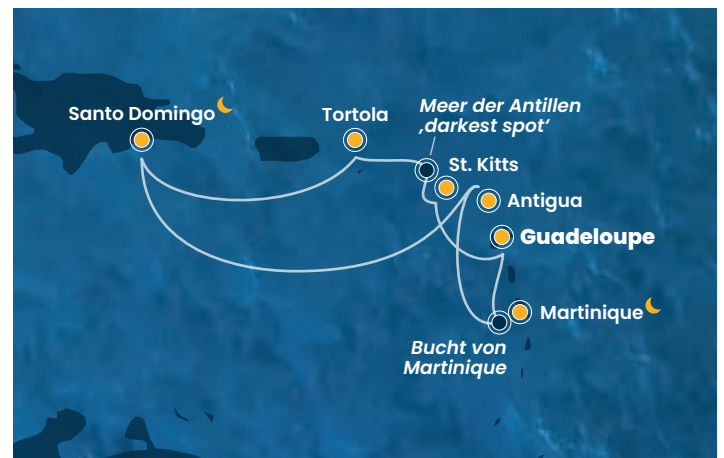 Santo Domingo
Tortola
Meer der Antillen
‚darkest spot‘
St. Kitts
Antigua
Guadeloupe
Martinique
Bucht von
Martinique